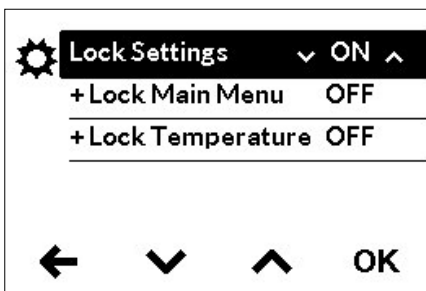 Lock Settings ON
+Lock Main Menu OFF
+Lock Temperature OFF
OK